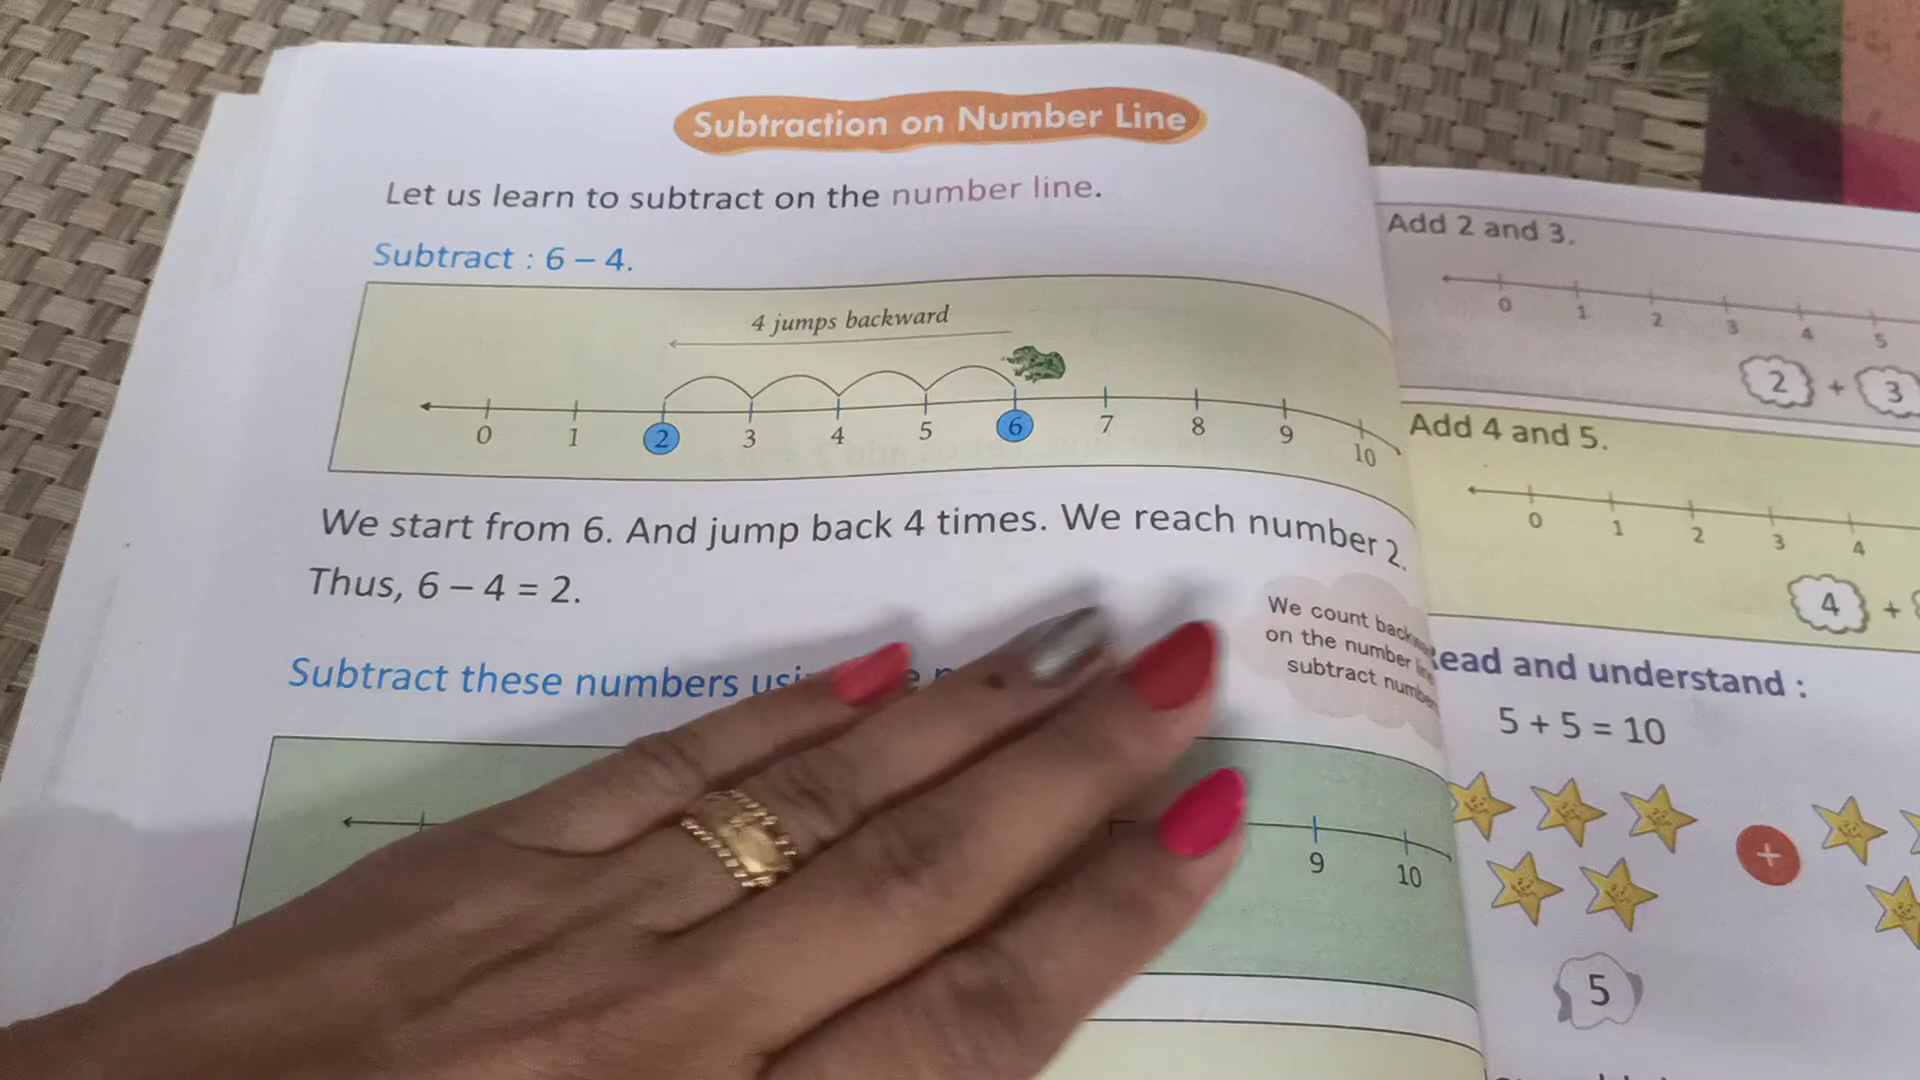 Subtraction on Number Line
Let us learn to subtract on the number line.
Subtract : 6 – 4.
4 jumps backward
0 1 2 3 4 5 6 7 8 9 10
We start from 6. And jump back 4 times. We reach number 2.
Thus, 6 – 4 = 2.
We count
on the number
subtract
Subtract these numbers
9 10
Add 2 and 3.
0 1 2 3 4 5
2 + 3
Add 4 and 5.
0 1 2 3 4
4 +
and understand :
5 + 5 = 10
+
5